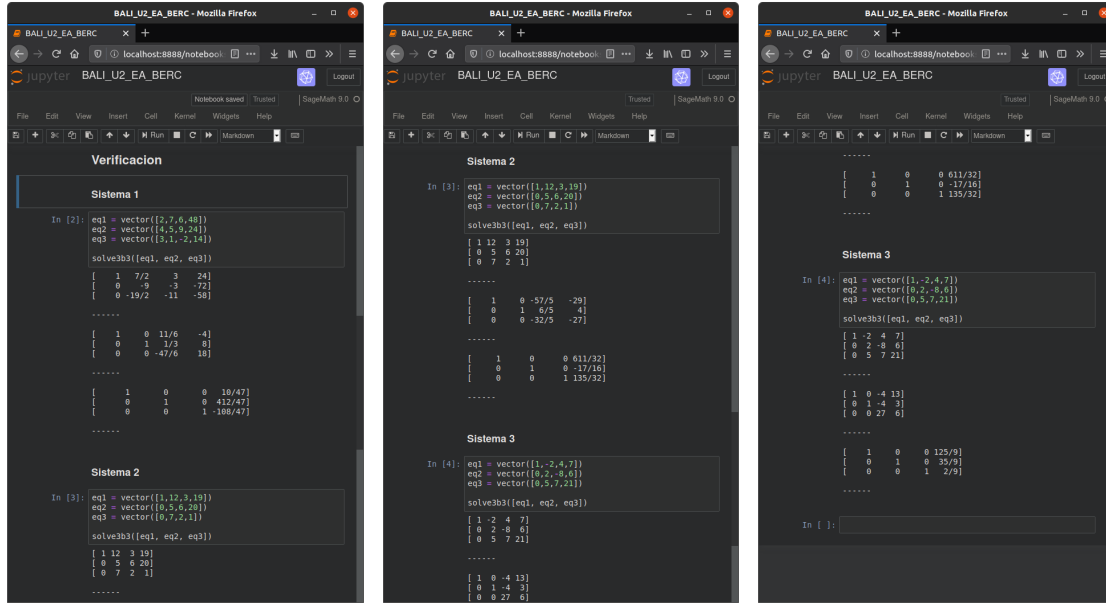 BALI_U2_EA_BERC - Mozilla Firefox
BALI_U2_EA_BERC
localhost:8888/notebook
jupyter BALI_U2_EA_BERC
Logout
Notebook saved Trusted SageMath 9.0
File Edit View Insert Cell Kernel Widgets Help
Run Markdown
Verificacion
Sistema 1
In [2]: eq1 = vector([2,7,6,48])
eq2 = vector([4,5,9,24])
eq3 = vector([3,1,-2,14])
solve3b3([eq1, eq2, eq3])
[ 1 7/2 3 24]
[ 0 -9 -3 -72]
[ 0 -19/2 -11 -58]
------
[ 1 0 11/6 -4]
[ 0 1 1/3 8]
[ 0 0 -47/6 18]
------
[ 1 0 0 10/47]
[ 0 1 0 412/47]
[ 0 0 1 -108/47]
------
Sistema 2
In [3]: eq1 = vector([1,12,3,19])
eq2 = vector([0,5,6,20])
eq3 = vector([0,7,2,1])
solve3b3([eq1, eq2, eq3])
[ 1 12 3 19]
[ 0 5 6 20]
[ 0 7 2 1]
------
BALI_U2_EA_BERC - Mozilla Firefox
BALI_U2_EA_BERC
localhost:8888/notebook
jupyter BALI_U2_EA_BERC
Logout
Trusted SageMath 9.0
File Edit View Insert Cell Kernel Widgets Help
Run Markdown
Sistema 2
In [3]: eq1 = vector([1,12,3,19])
eq2 = vector([0,5,6,20])
eq3 = vector([0,7,2,1])
solve3b3([eq1, eq2, eq3])
[ 1 12 3 19]
[ 0 5 6 20]
[ 0 7 2 1]
------
[ 1 0 -57/5 -29]
[ 0 1 6/5 4]
[ 0 0 -32/5 -27]
------
[ 1 0 0 611/32]
[ 0 1 0 -17/16]
[ 0 0 1 135/32]
------
Sistema 3
In [4]: eq1 = vector([1,-2,4,7])
eq2 = vector([0,2,-8,6])
eq3 = vector([0,5,7,21])
solve3b3([eq1, eq2, eq3])
[ 1 -2 4 7]
[ 0 2 -8 6]
[ 0 5 7 21]
------
[ 1 0 -4 13]
[ 0 1 -4 3]
[ 0 0 27 6]
BALI_U2_EA_BERC - Mozilla Firefox
BALI_U2_EA_BERC
localhost:8888/notebook
jupyter BALI_U2_EA_BERC
Logout
Trusted SageMath 9.0
File Edit View Insert Cell Kernel Widgets Help
Run Markdown
------
[ 1 0 0 611/32]
[ 0 1 0 -17/16]
[ 0 0 1 135/32]
------
Sistema 3
In [4]: eq1 = vector([1,-2,4,7])
eq2 = vector([0,2,-8,6])
eq3 = vector([0,5,7,21])
solve3b3([eq1, eq2, eq3])
[ 1 -2 4 7]
[ 0 2 -8 6]
[ 0 5 7 21]
------
[ 1 0 -4 13]
[ 0 1 -4 3]
[ 0 0 27 6]
------
[ 1 0 0 125/9]
[ 0 1 0 35/9]
[ 0 0 1 2/9]
------
In [ ]: